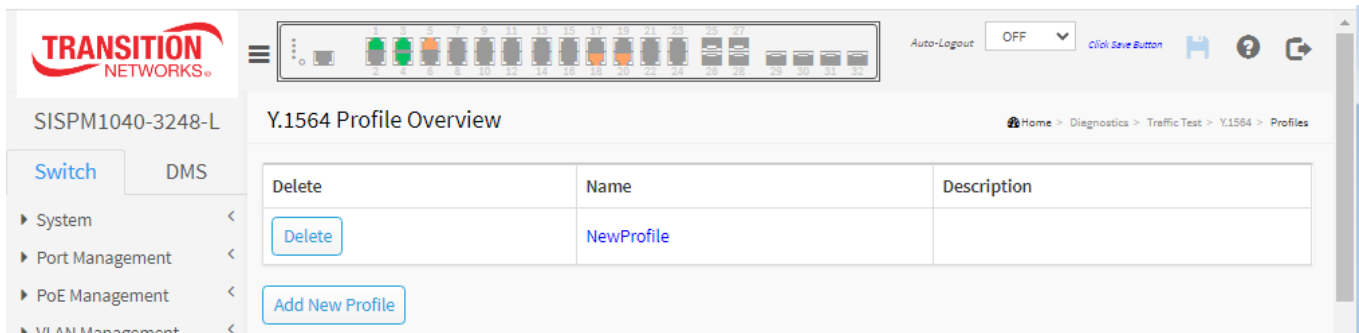 TRANSITION
NETWORKS®
1 3 5 7 9 11 13 15 17 19 21 23 25 27
2 4 6 8 10 12 14 16 18 20 22 24 26 28 29 30 31 32
Auto-Logout OFF Click Save Button
SISPM1040-3248-L
Y.1564 Profile Overview
Home > Diagnostics > Traffic Test > Y.1564 > Profiles
Switch DMS
Delete Name Description
System
Delete NewProfile
Port Management
PoE Management
Add New Profile
VLAN Management